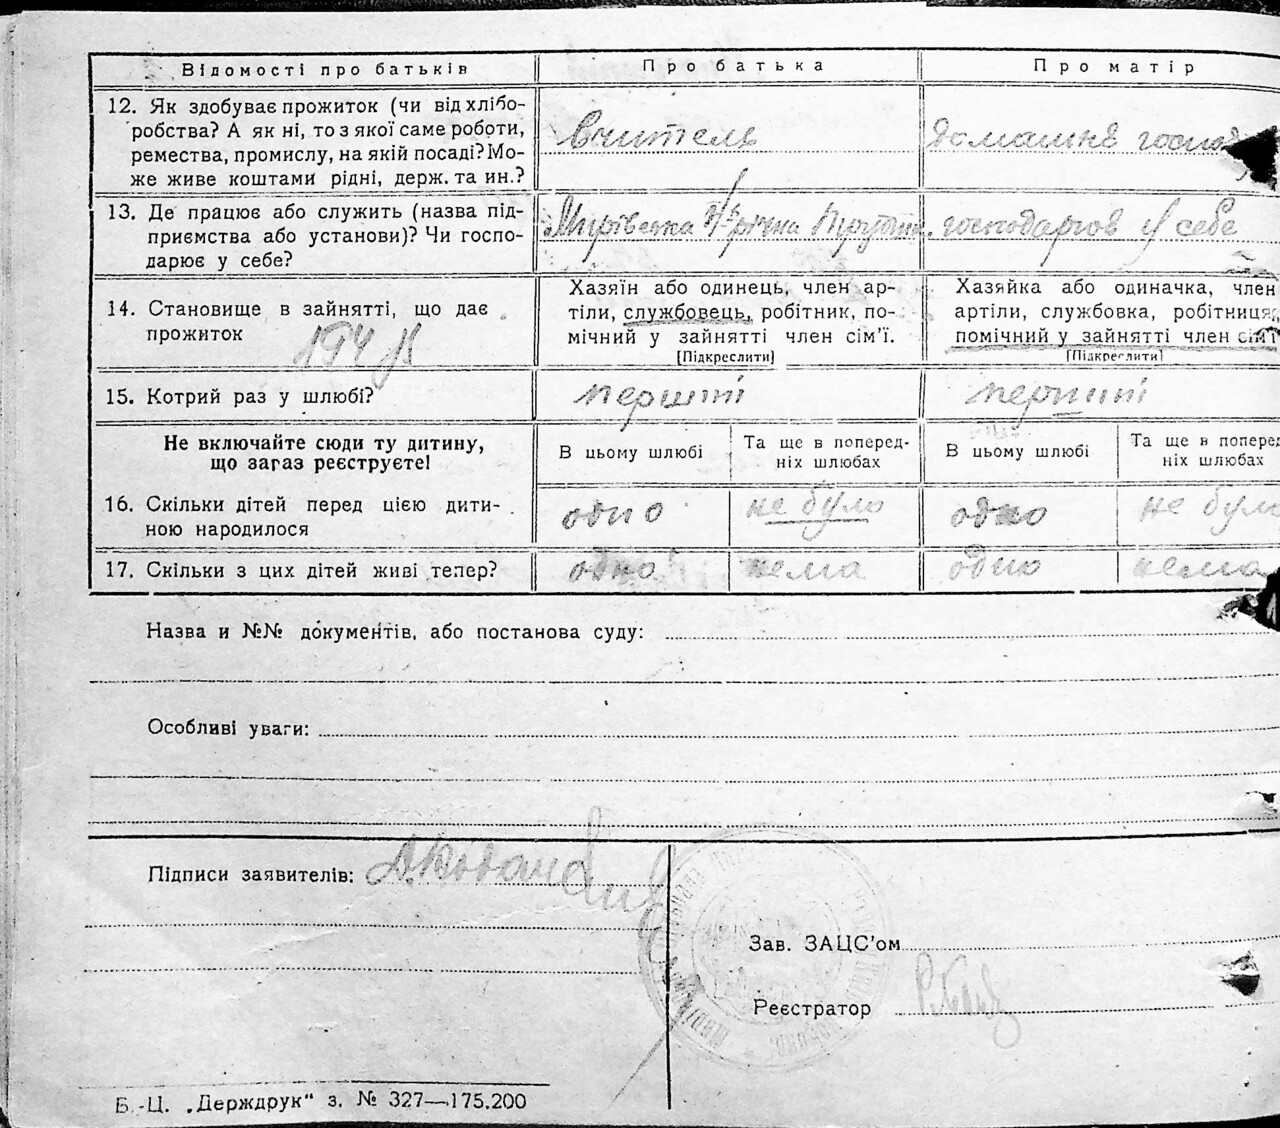 Відомості про батьків
Про батька
Про матір
12. Як здобуває прожиток (чи від хлібо-
робства? А як ні, то з якої саме роботи,
ремества, промислу, на якій посаді? Мо-
же живе коштами рідні, держ. та ин.?
вчитель
домашнє
13. Де працює або служить (назва під-
приємства або установи)? Чи госпо-
дарює у себе?
річна
у себе
14. Становище в зайнятті, що дає
прожиток
Хазяїн або одинець, член ар-
тіли, службовець, робітник, по-
мічний у зайнятті член сім'ї.
[Підкреслити]
Хазяйка або одиначка, член
артіли, службовка, робітниця,
помічний у зайнятті член сім'ї
[Підкреслити]
15. Котрий раз у шлюбі?
перший
перший
Не включайте сюди ту дитину,
що загаз реєструєте!
В цьому шлюбі
Та ще в поперед-
ніх шлюбах
В цьому шлюбі
Та ще в поперед
ніх шлюбах
16. Скільки дітей перед цією дити-
ною народилося
одно
не було
одно
не було
17. Скільки з цих дітей живі тепер?
одно
нема
одно
нема
Назва и №№ документів, або постанова суду:
Особливі уваги:
Підписи заявителів:
Зав. ЗАЦС'ом
Реєстратор
Б.-Ц. „Держдрук" з. № 327—175.200